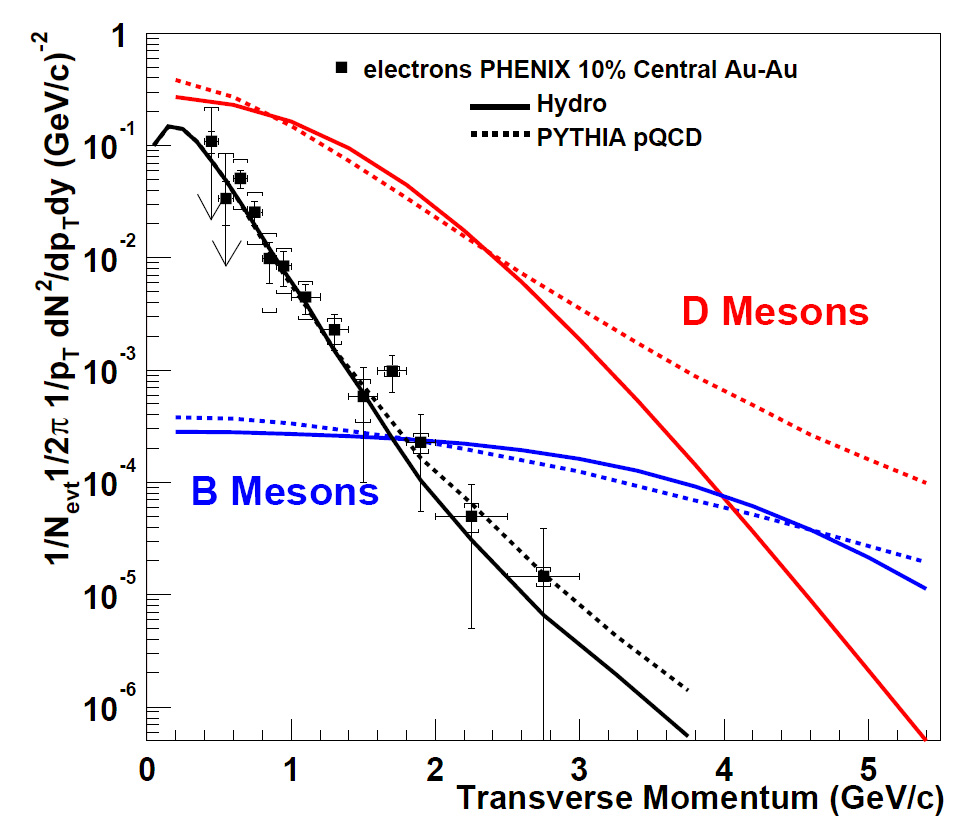 1/N_evt 1/2π 1/p_T dN²/dp_T dy (GeV/c)⁻²
1
10⁻¹
10⁻²
10⁻³
10⁻⁴
10⁻⁵
10⁻⁶
electrons PHENIX 10% Central Au-Au
Hydro
PYTHIA pQCD
D Mesons
B Mesons
0 1 2 3 4 5
Transverse Momentum (GeV/c)